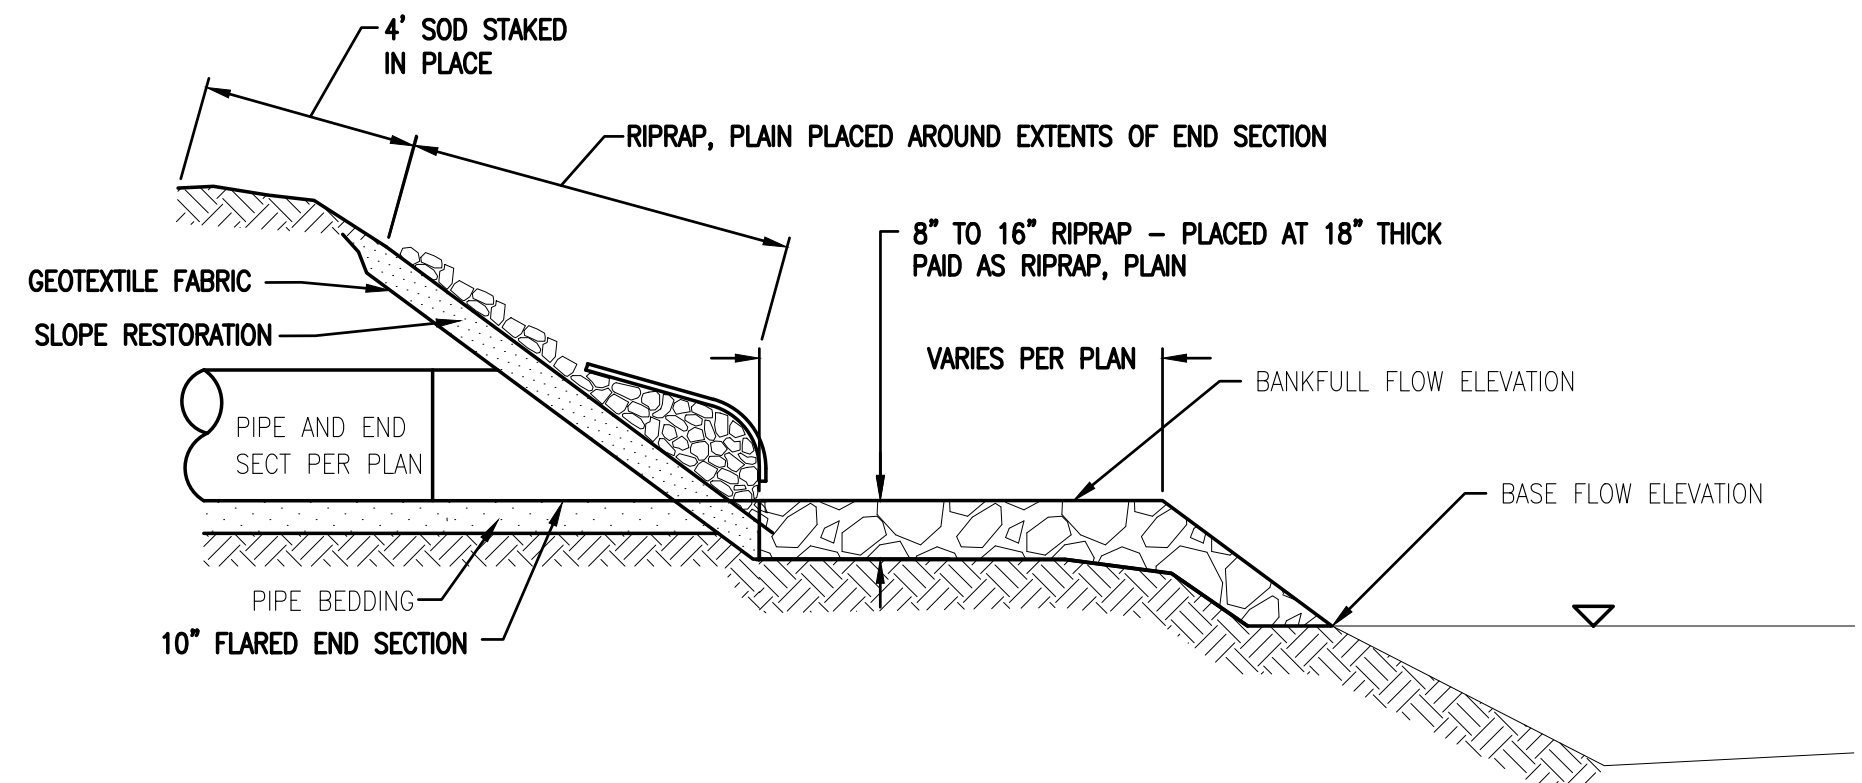 4' SOD STAKED
IN PLACE
RIPRAP, PLAIN PLACED AROUND EXTENTS OF END SECTION
8" TO 16" RIPRAP – PLACED AT 18" THICK
PAID AS RIPRAP, PLAIN
GEOTEXTILE FABRIC
SLOPE RESTORATION
VARIES PER PLAN
BANKFULL FLOW ELEVATION
PIPE AND END
SECT PER PLAN
BASE FLOW ELEVATION
PIPE BEDDING
10" FLARED END SECTION